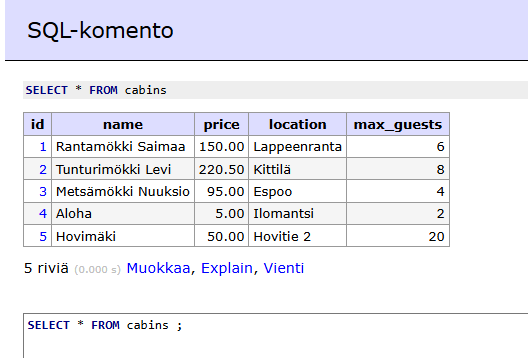 SQL-komento
SELECT * FROM cabins
id name price location max_guests
1 Rantamökki Saimaa 150.00 Lappeenranta 6
2 Tunturimökki Levi 220.50 Kittilä 8
3 Metsämökki Nuuksio 95.00 Espoo 4
4 Aloha 5.00 Ilomantsi 2
5 Hovimäki 50.00 Hovitie 2 20
5 riviä (0.000 s) Muokkaa, Explain, Vienti
SELECT * FROM cabins ;